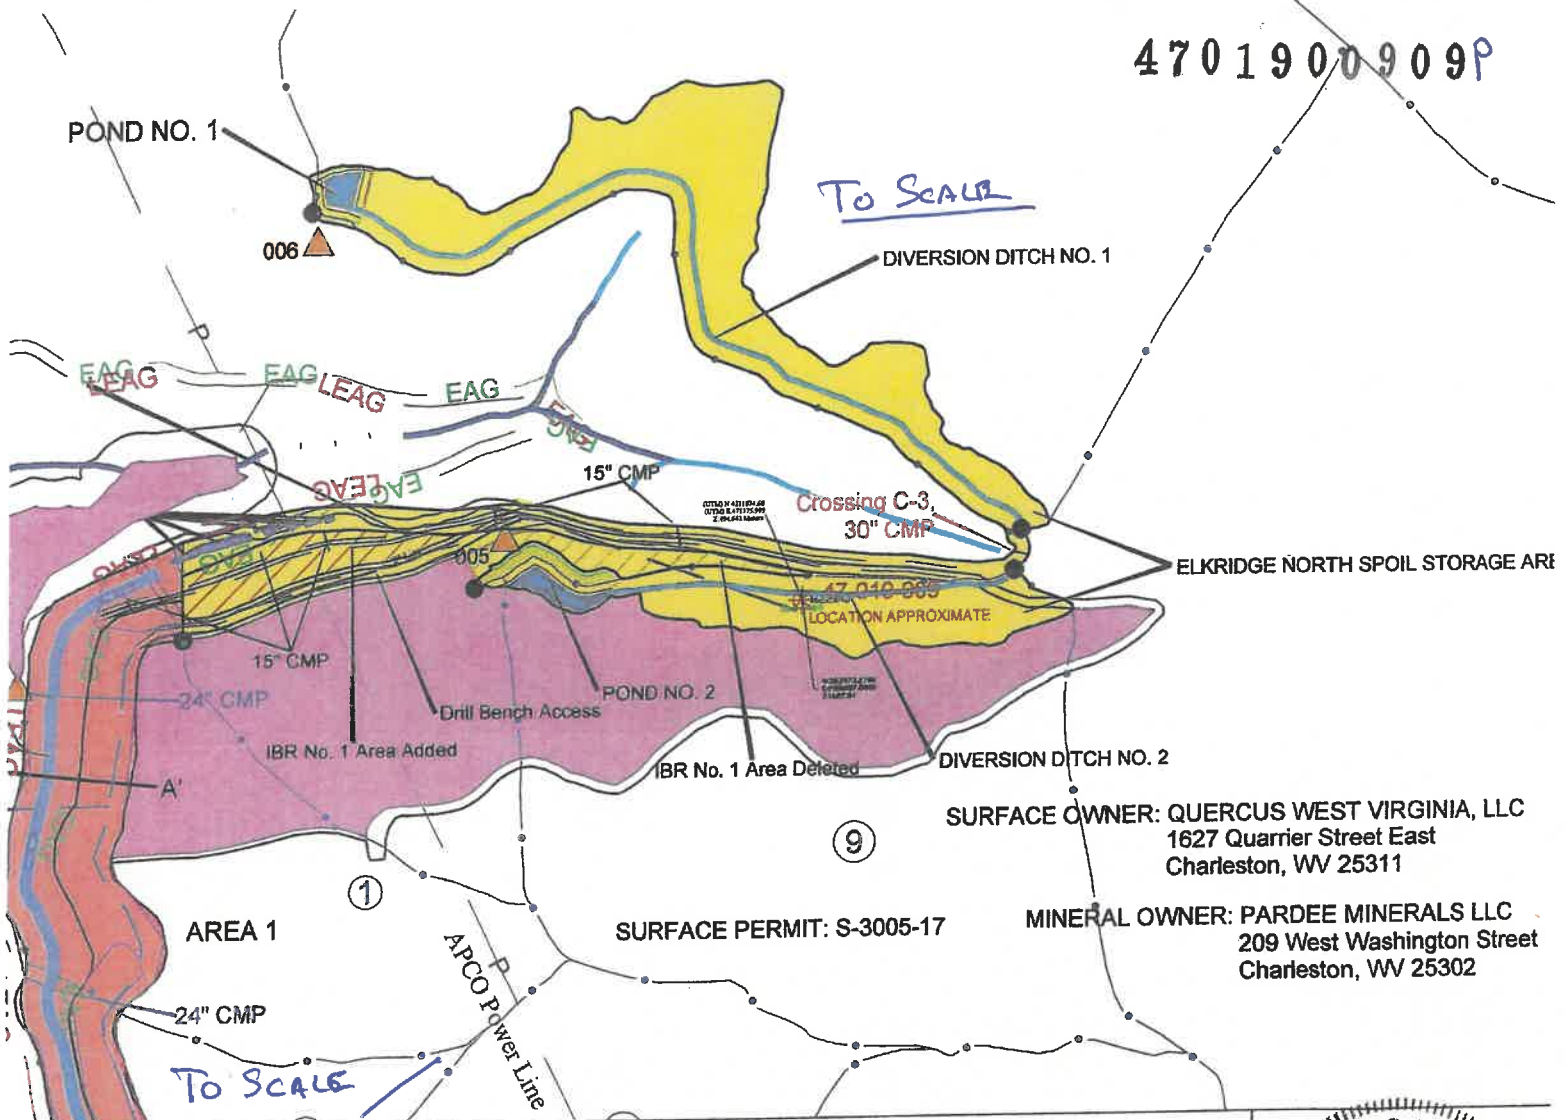 4701900909P
POND NO. 1
To SCALE
006
DIVERSION DITCH NO. 1
P
EAG
LEAG
EAG
LEAG
EAG
EAG
LEAG
EAG
15" CMP
Crossing C-3,
30" CMP
005
ELKRIDGE NORTH SPOIL STORAGE ARE
LEAG
EAG
LOCATION APPROXIMATE
15" CMP
24" CMP
POND NO. 2
Drill Bench Access
IBR No. 1 Area Added
IBR No. 1 Area Deleted
DIVERSION DITCH NO. 2
A'
SURFACE OWNER: QUERCUS WEST VIRGINIA, LLC
1627 Quarrier Street East
Charleston, WV 25311
9
1
AREA 1
SURFACE PERMIT: S-3005-17
MINERAL OWNER: PARDEE MINERALS LLC
209 West Washington Street
Charleston, WV 25302
P
APCO Power Line
24" CMP
To SCALE